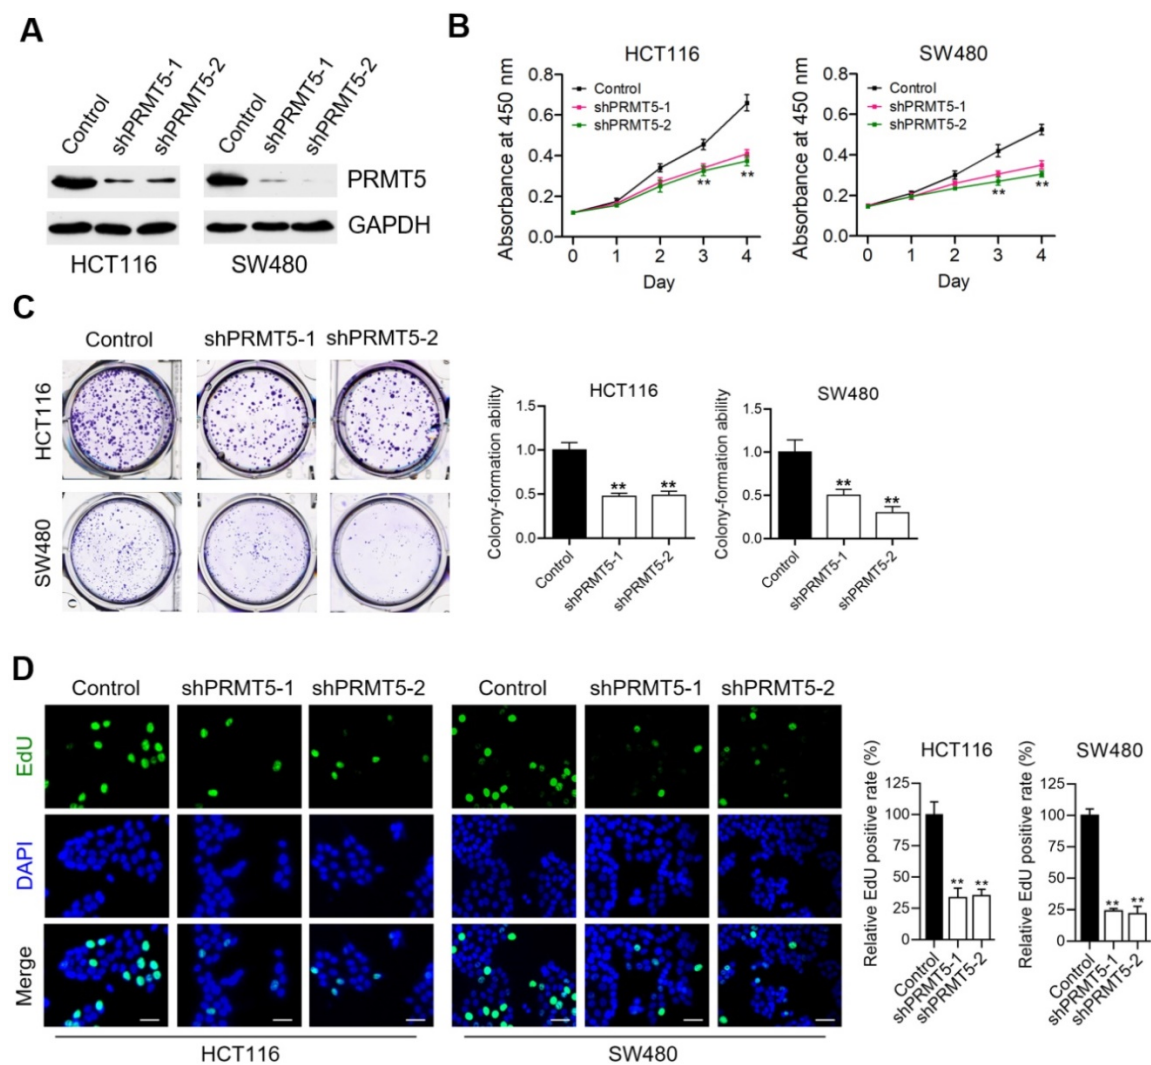 A
Control
shPRMT5-1
shPRMT5-2
Control
shPRMT5-1
shPRMT5-2
PRMT5
GAPDH
HCT116
SW480
B
HCT116
Absorbance at 450 nm
0.8
0.6
0.4
0.2
0.0
Control
shPRMT5-1
shPRMT5-2
**
**
0 1 2 3 4
Day
SW480
Absorbance at 450 nm
0.8
0.6
0.4
0.2
0.0
Control
shPRMT5-1
shPRMT5-2
**
**
0 1 2 3 4
Day
C
Control shPRMT5-1 shPRMT5-2
HCT116
SW480
HCT116
Colony-formation ability
1.5
1.0
0.5
0.0
**
**
Control
shPRMT5-1
shPRMT5-2
SW480
Colony-formation ability
1.5
1.0
0.5
0.0
**
**
Control
shPRMT5-1
shPRMT5-2
D
Control shPRMT5-1 shPRMT5-2 Control shPRMT5-1 shPRMT5-2
EdU
DAPI
Merge
HCT116
SW480
HCT116
Relative EdU positive rate (%)
125
100
75
50
25
0
**
**
Control
shPRMT5-1
shPRMT5-2
SW480
Relative EdU positive rate (%)
125
100
75
50
25
0
**
**
Control
shPRMT5-1
shPRMT5-2